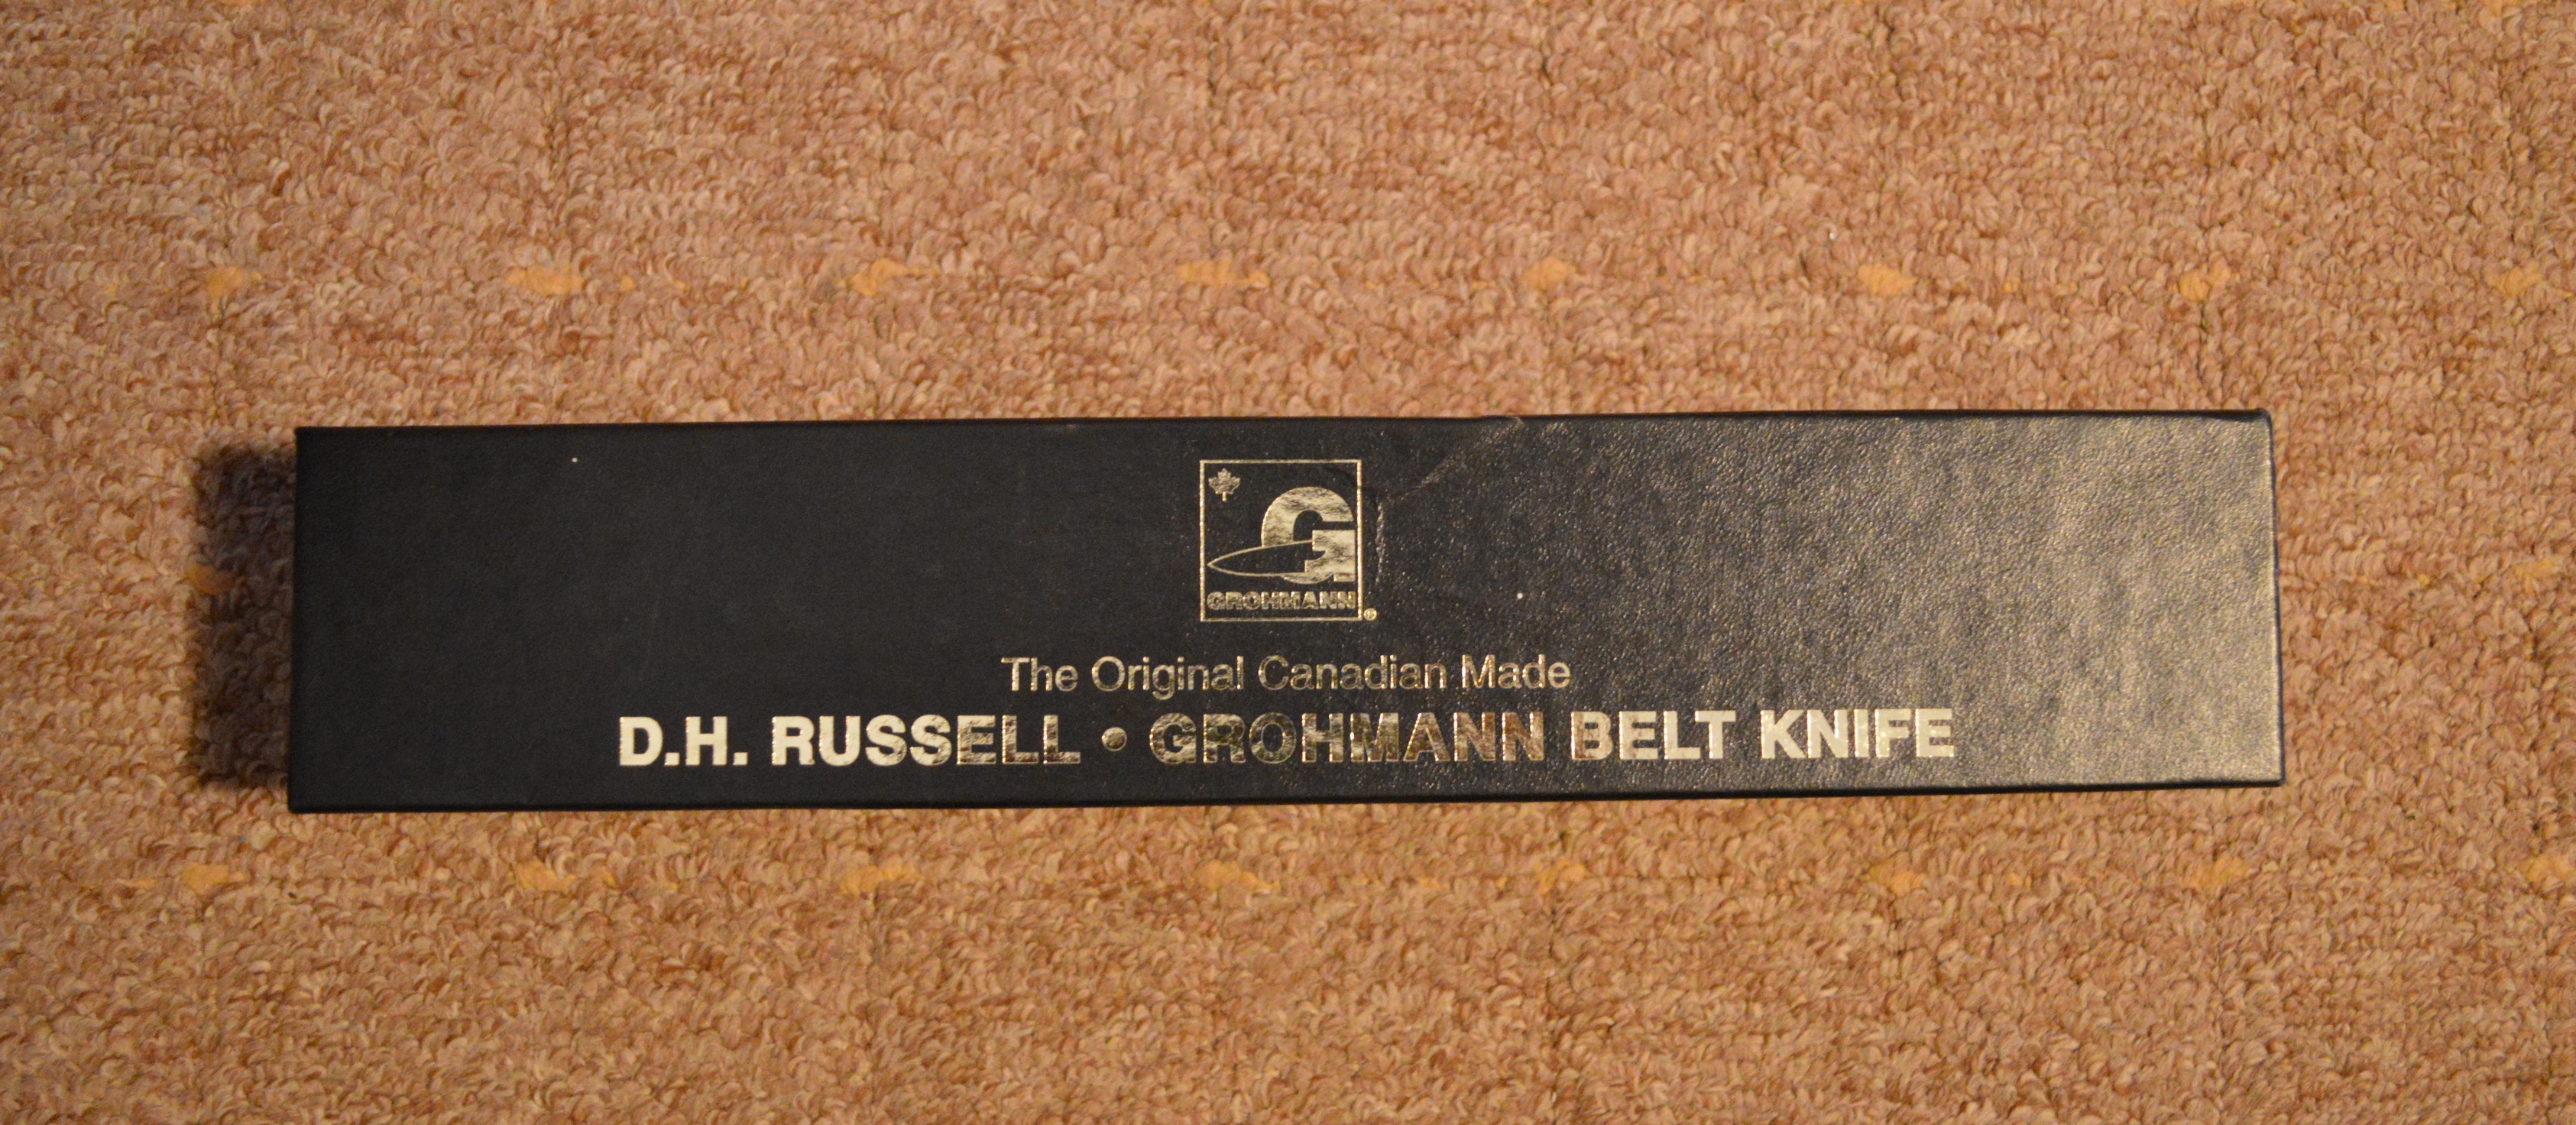 GROHMANN®
The Original Canadian Made
D.H. RUSSELL • GROHMANN BELT KNIFE